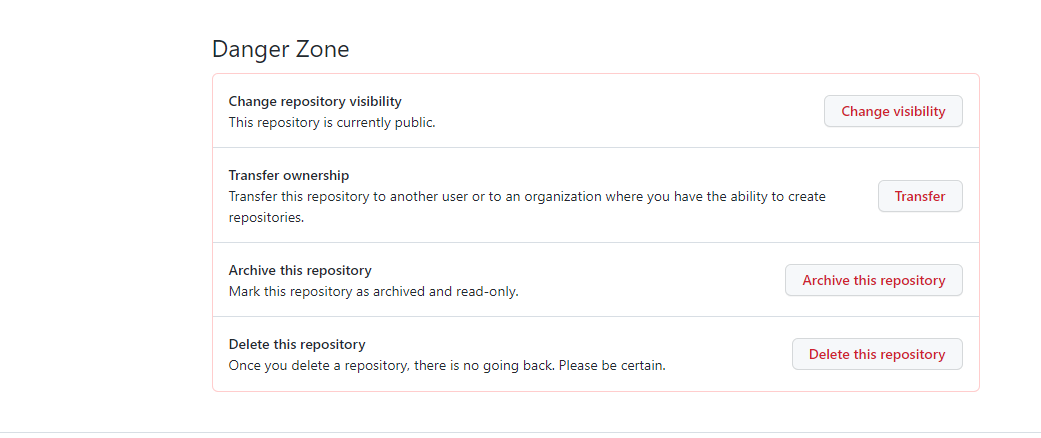 Danger Zone
Change repository visibility
This repository is currently public.
Change visibility
Transfer ownership
Transfer this repository to another user or to an organization where you have the ability to create
repositories.
Transfer
Archive this repository
Mark this repository as archived and read-only.
Archive this repository
Delete this repository
Once you delete a repository, there is no going back. Please be certain.
Delete this repository